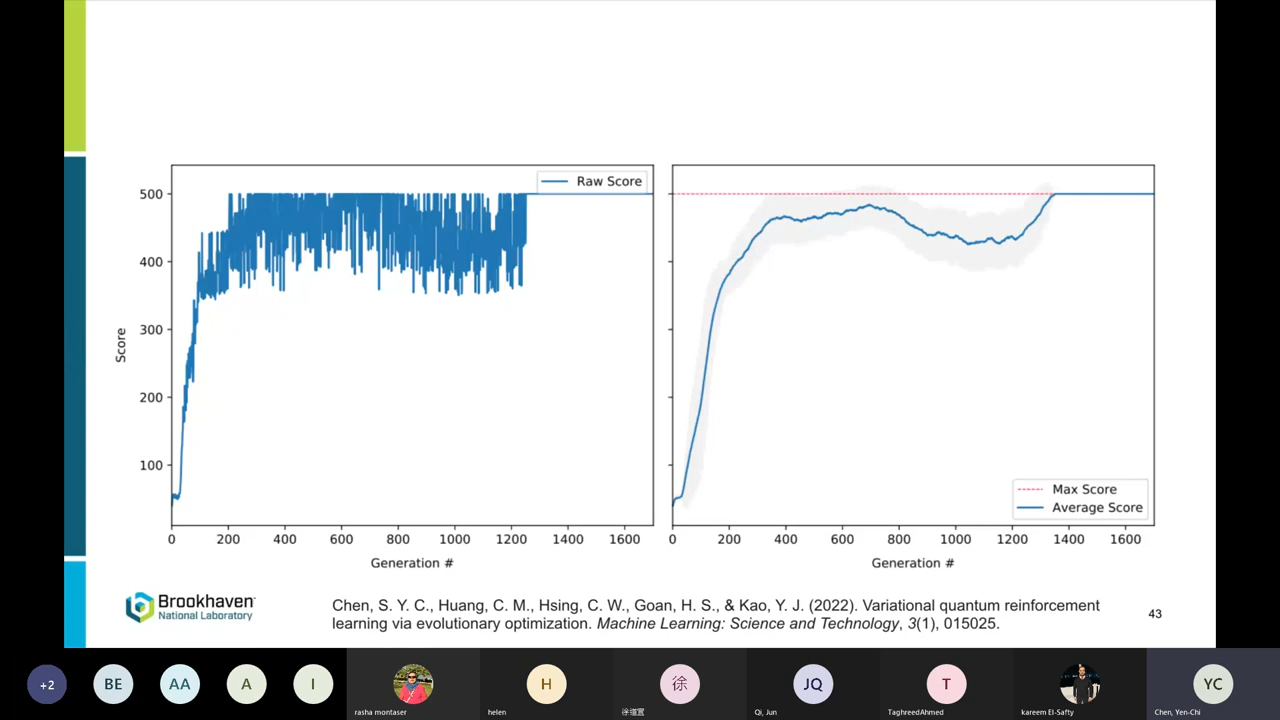 Raw Score
500
400
300
200
100
Score
0
200
400
600
800
1000
1200
1400
1600
Generation #
Max Score
Average Score
0
200
400
600
800
1000
1200
1400
1600
Generation #
Brookhaven™
National Laboratory
Chen, S. Y. C., Huang, C. M., Hsing, C. W., Goan, H. S., & Kao, Y. J. (2022). Variational quantum reinforcement
learning via evolutionary optimization. Machine Learning: Science and Technology, 3(1), 015025.
43
+2
BE
AA
A
I
rasha montaser
H
helen
徐
徐道宣
JQ
Qi, Jun
T
TaghreedAhmed
kareem El-Safty
YC
Chen, Yen-Chi